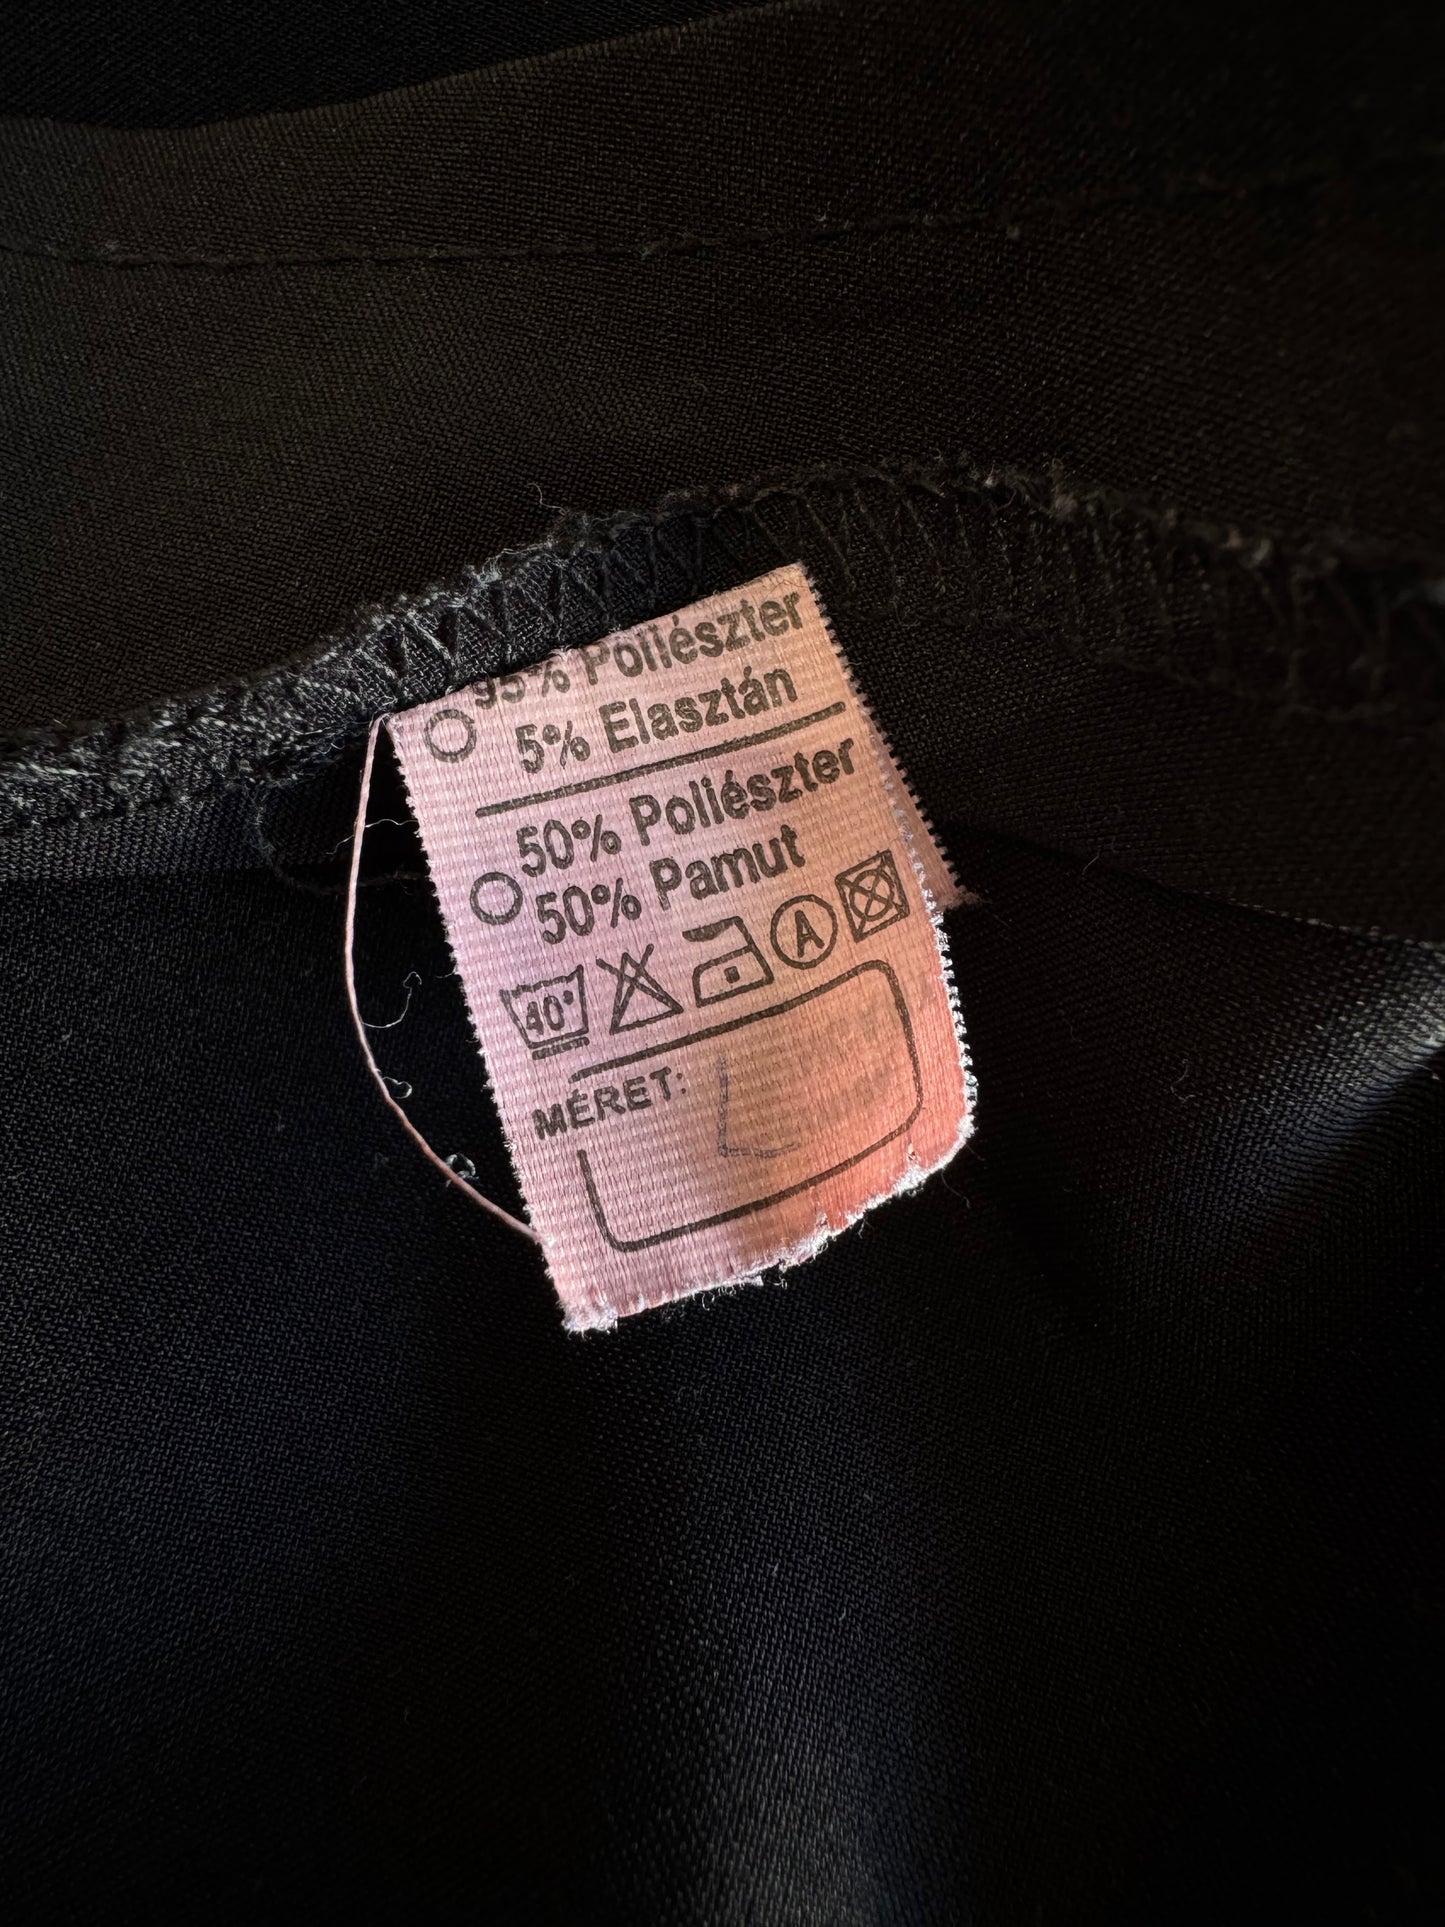 95% Poliészter
5% Elasztán
50% Poliészter
50% Pamut
40° A
MÉRET: L